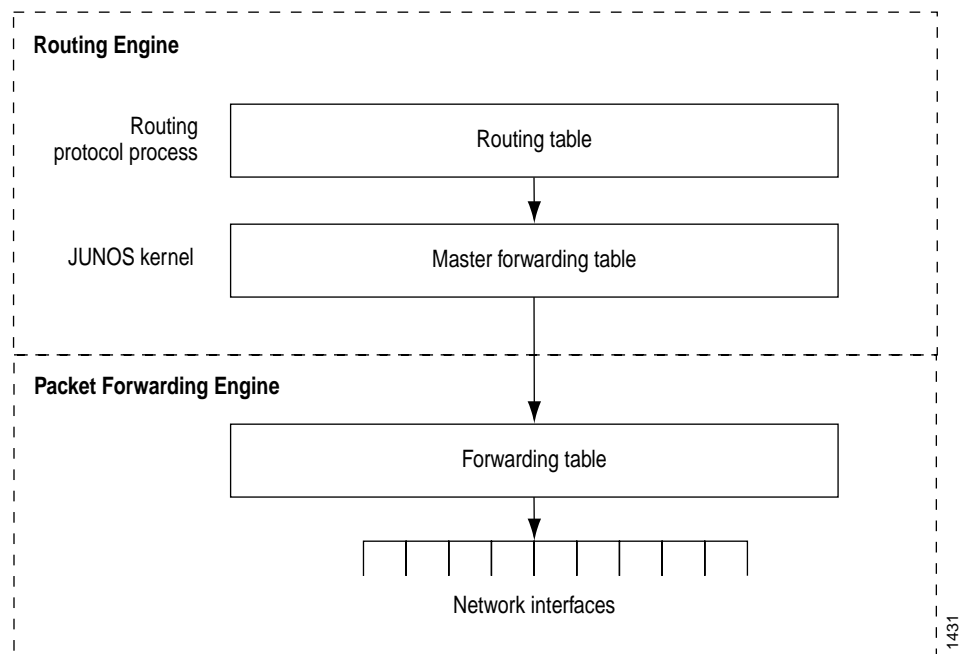 Routing Engine
Routing
protocol process
Routing table
JUNOS kernel
Master forwarding table
Packet Forwarding Engine
Forwarding table
Network interfaces
1431